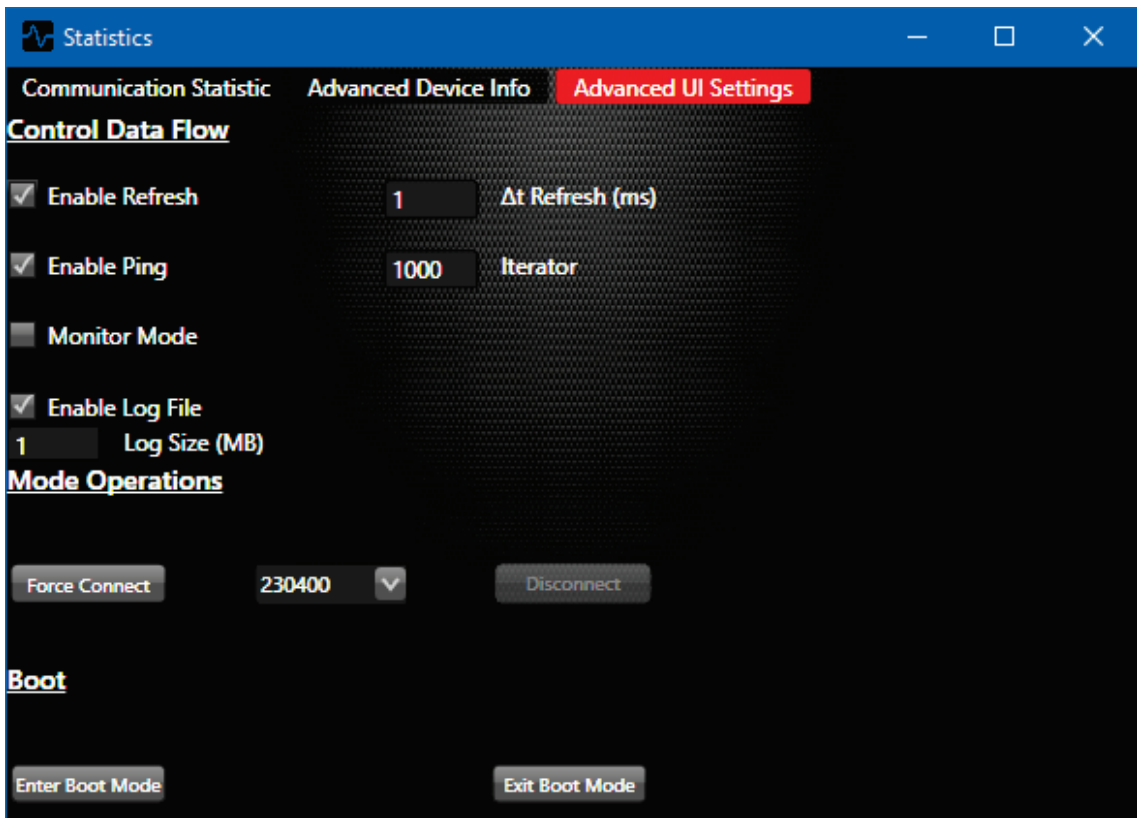 Statistics
Communication Statistic Advanced Device Info Advanced UI Settings
Control Data Flow
Enable Refresh 1 Δt Refresh (ms)
Enable Ping 1000 Iterator
Monitor Mode
Enable Log File
1 Log Size (MB)
Mode Operations
Force Connect 230400 Disconnect
Boot
Enter Boot Mode Exit Boot Mode